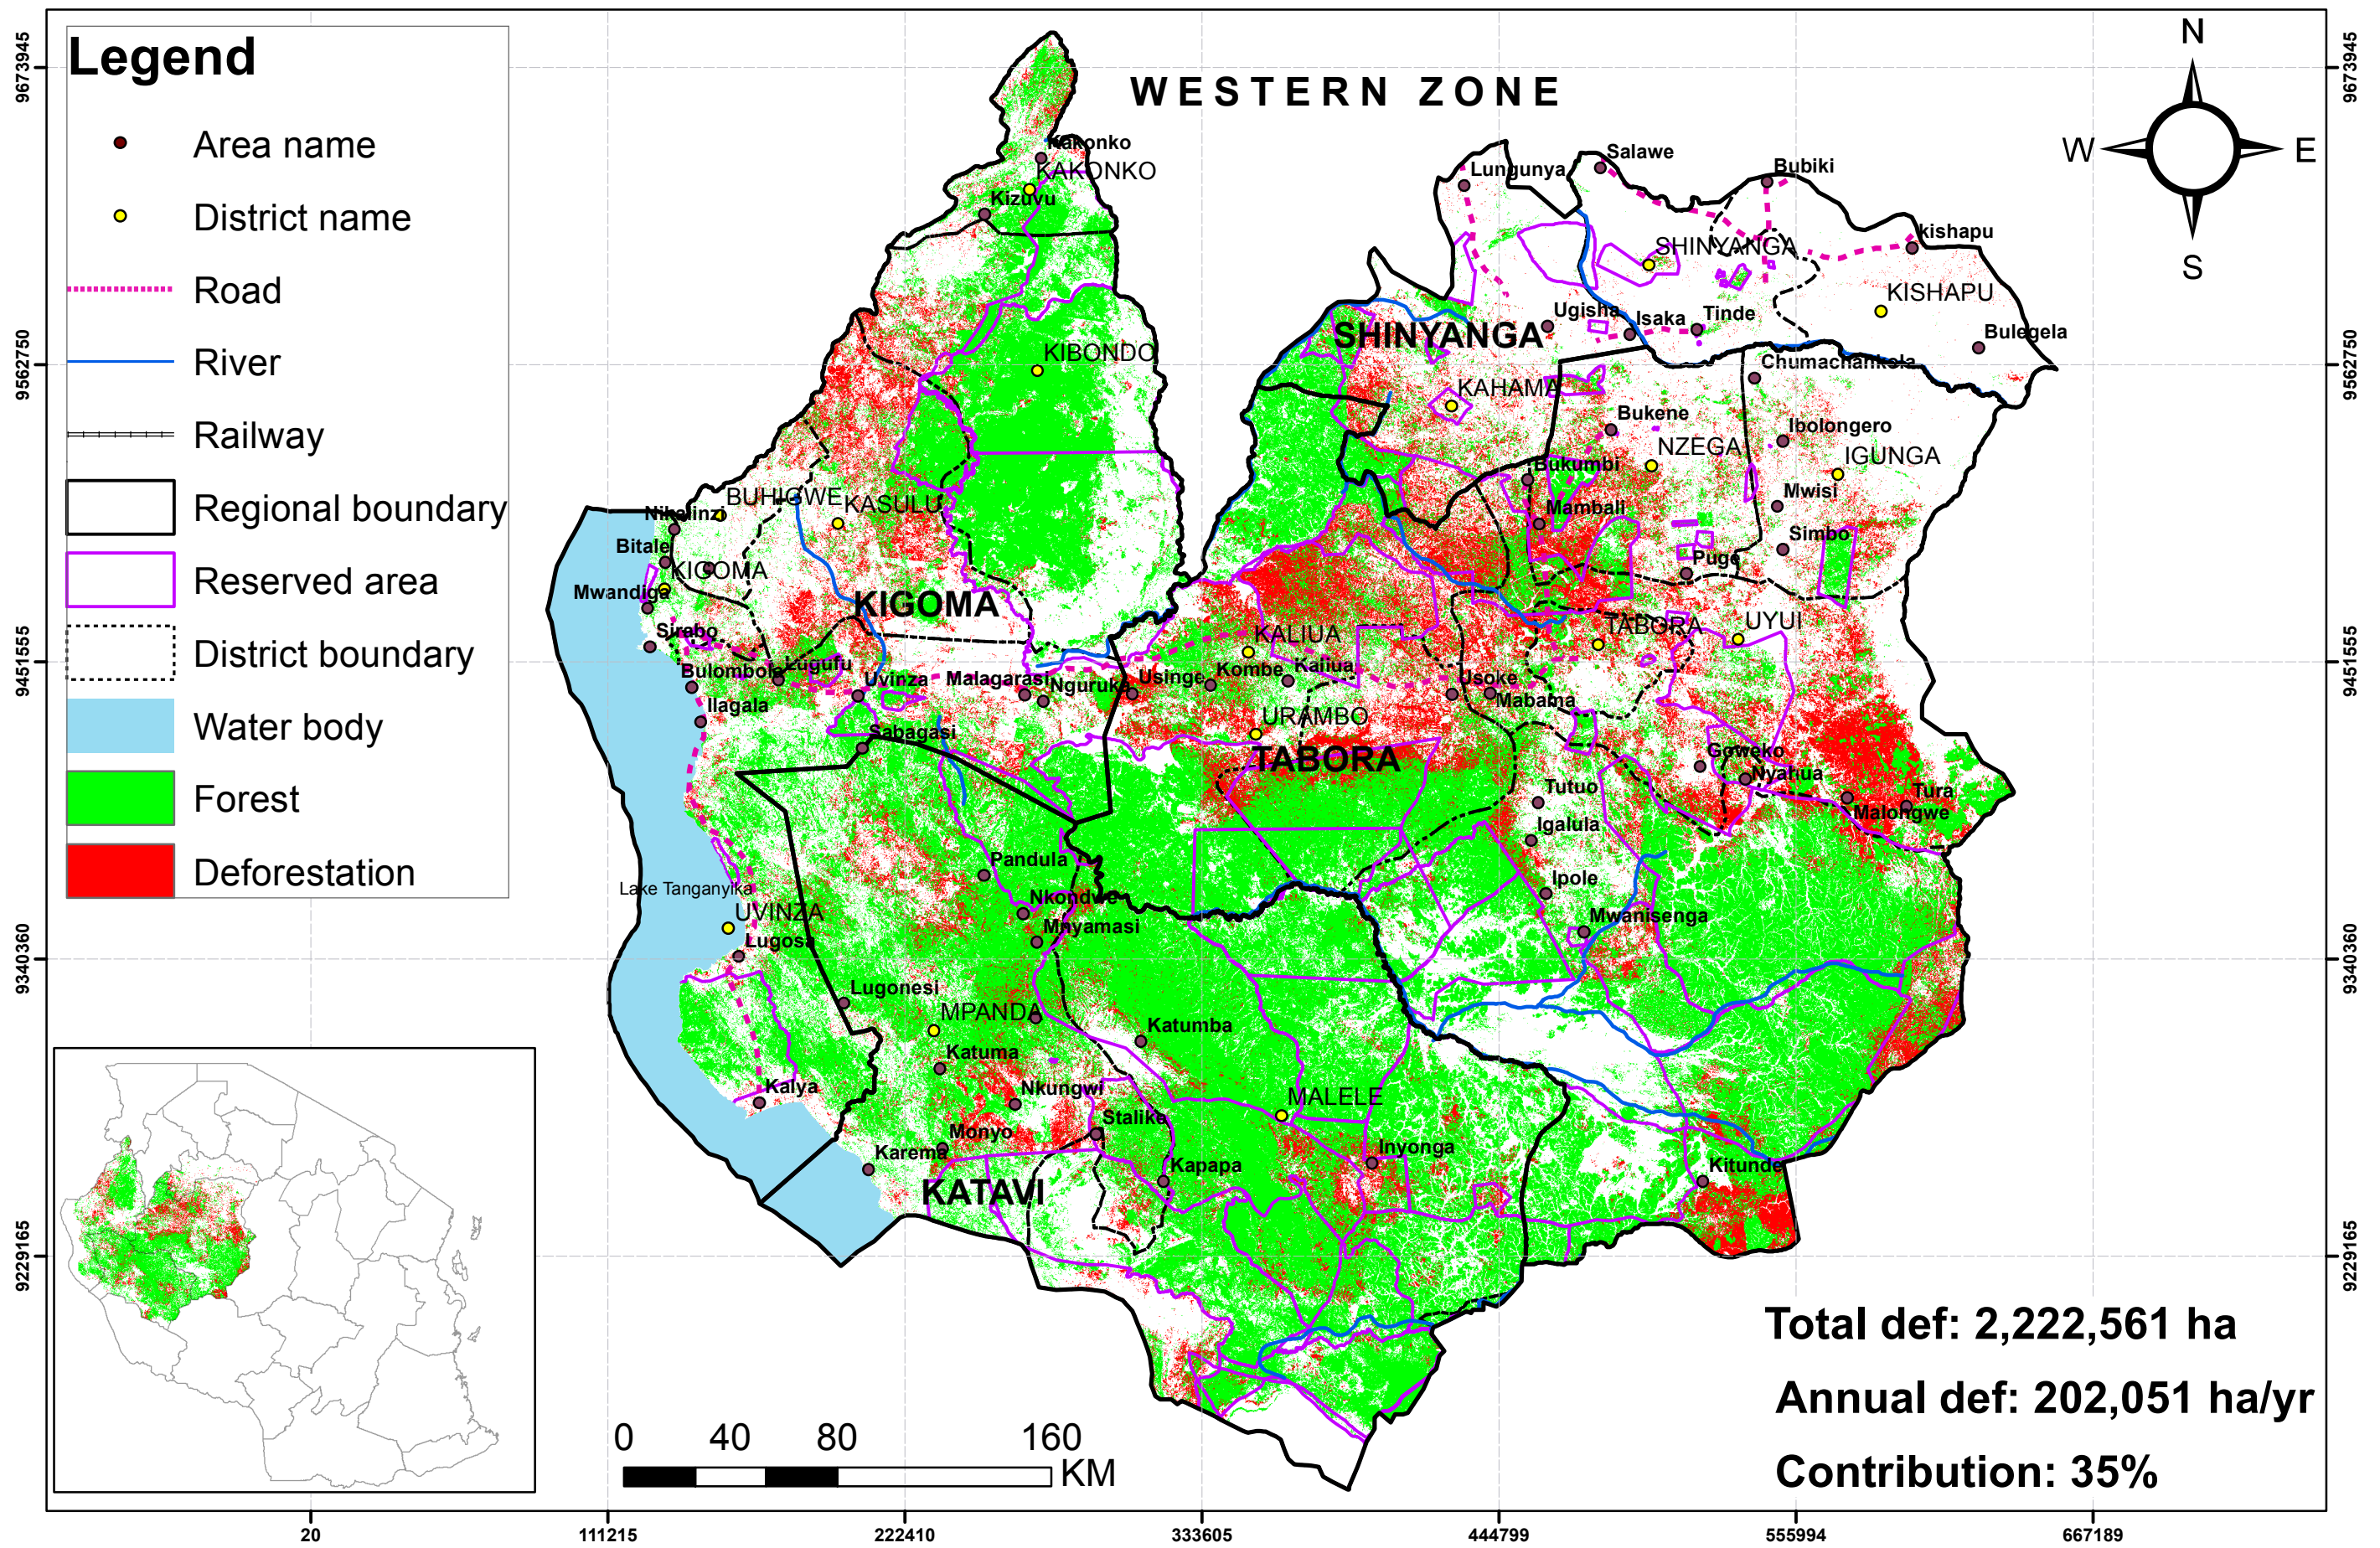 WESTERN ZONE
Legend
Area name
District name
Road
River
Railway
Regional boundary
Reserved area
District boundary
Water body
Forest
Deforestation
N
W
E
S
Kakonko
KAKONKO
Kizuvu
Lungunya
Salawe
Bubiki
kishapu
SHINYANGA
KISHAPU
Bulegela
SHINYANGA
Ugisha
Isaka
Tinde
Chumachankola
KIBONDO
KAHAMA
Bukene
NZEGA
Ibolongero
IGUNGA
Bukumbi
Mwisi
Mambali
Simbo
Puge
BUHIGWE
KASULU
Nikalinzi
Bitale
KIGOMA
Mwandiga
KIGOMA
Sirabo
KALIUA
TABORA
UYUI
Bulombola
Lugufu
Uvinza
Malagarasi
Nguruka
Usinge
Kombe
Kaliua
Usoke
Mabama
Ilagala
URAMBO
Sabagasi
TABORA
Goweko
Nyahua
Tutuo
Tura
Malongwe
Igalula
Pandula
Ipole
Lake Tanganyika
Nkondwe
UVINZA
Mnyamasi
Mwanisenga
Lugosa
Lugonesi
MPANDA
Katumba
Katuma
Kalya
Nkungwi
MALELE
Stalike
Monyo
Karema
Inyonga
Kapapa
Kitunde
KATAVI
Total def: 2,222,561 ha
Annual def: 202,051 ha/yr
Contribution: 35%
0 40 80 160
KM
9673945
9562750
9451555
9340360
9229165
9673945
9562750
9451555
9340360
9229165
20 111215 222410 333605 444799 555994 667189